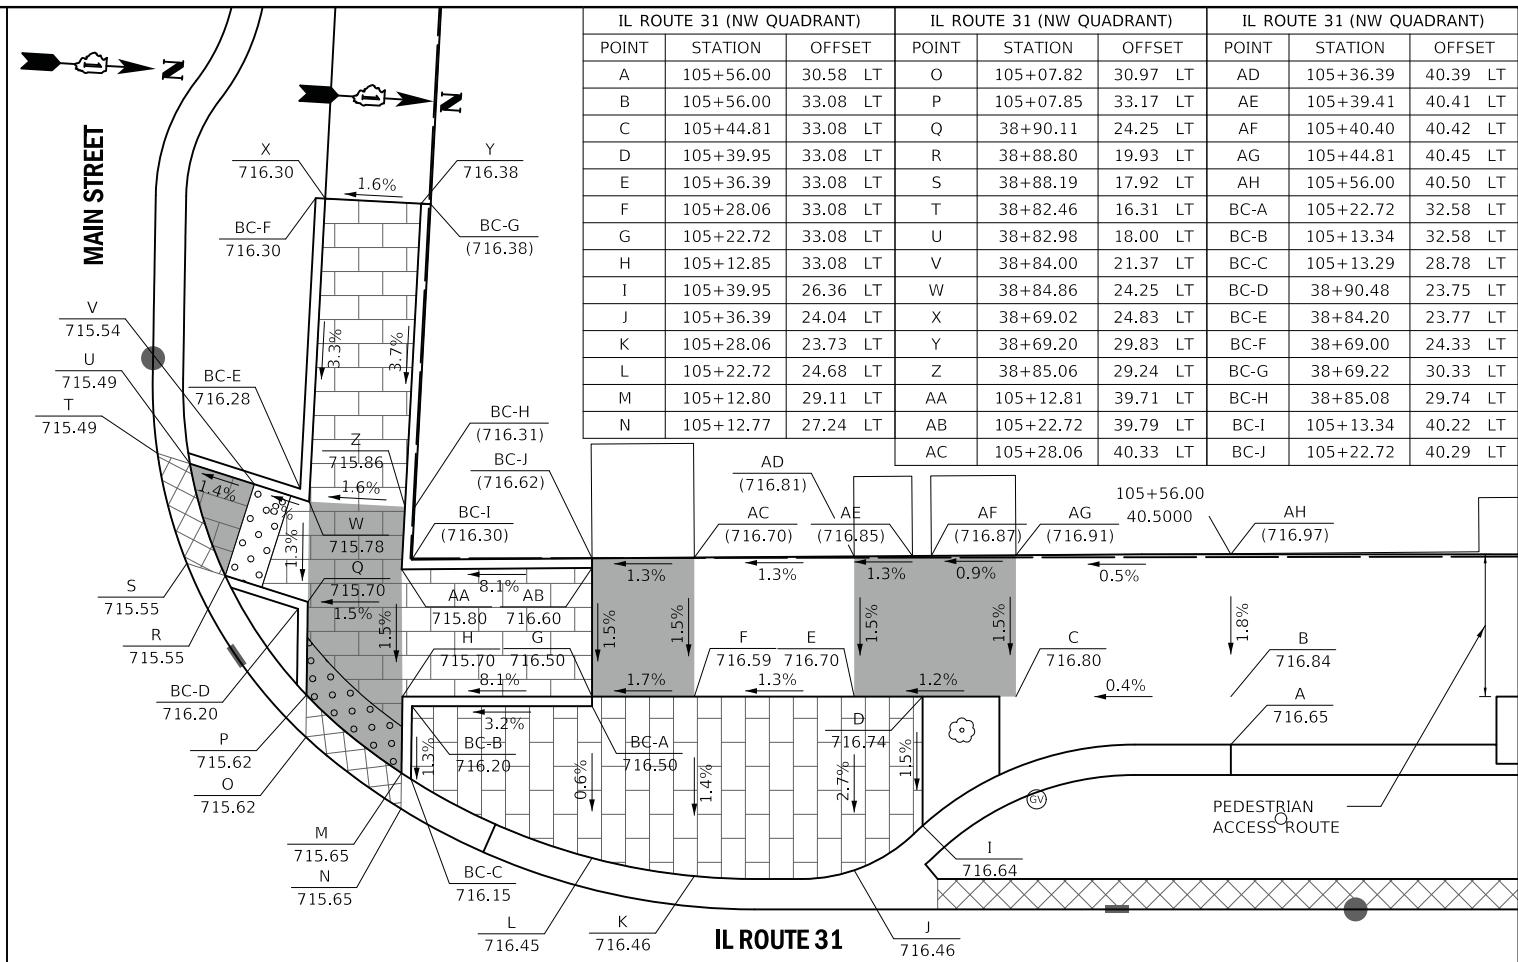 IL ROUTE 31 (NW QUADRANT) IL ROUTE 31 (NW QUADRANT) IL ROUTE 31 (NW QUADRANT)
POINT STATION OFFSET POINT STATION OFFSET POINT STATION OFFSET
A 105+56.00 30.58 LT O 105+07.82 30.97 LT AD 105+36.39 40.39 LT
B 105+56.00 33.08 LT P 105+07.85 33.17 LT AE 105+39.41 40.41 LT
C 105+44.81 33.08 LT Q 38+90.11 24.25 LT AF 105+40.40 40.42 LT
D 105+39.95 33.08 LT R 38+88.80 19.93 LT AG 105+44.81 40.45 LT
E 105+36.39 33.08 LT S 38+88.19 17.92 LT AH 105+56.00 40.50 LT
F 105+28.06 33.08 LT T 38+82.46 16.31 LT BC-A 105+22.72 32.58 LT
G 105+22.72 33.08 LT U 38+82.98 18.00 LT BC-B 105+13.34 32.58 LT
H 105+12.85 33.08 LT V 38+84.00 21.37 LT BC-C 105+13.29 28.78 LT
I 105+39.95 26.36 LT W 38+84.86 24.25 LT BC-D 38+90.48 23.75 LT
J 105+36.39 24.04 LT X 38+69.02 24.83 LT BC-E 38+84.20 23.77 LT
K 105+28.06 23.73 LT Y 38+69.20 29.83 LT BC-F 38+69.00 24.33 LT
L 105+22.72 24.68 LT Z 38+85.06 29.24 LT BC-G 38+69.22 30.33 LT
M 105+12.80 29.11 LT AA 105+12.81 39.71 LT BC-H 38+85.08 29.74 LT
N 105+12.77 27.24 LT AB 105+22.72 39.79 LT BC-I 105+13.34 40.22 LT
AC 105+28.06 40.33 LT BC-J 105+22.72 40.29 LT
N
1
N
1
MAIN STREET
X
716.30
Y
716.38
1.6%
BC-F
716.30
BC-G
(716.38)
V
715.54
U
715.49
T
715.49
BC-E
716.28
3.3%
3.7%
BC-H
(716.31)
BC-J
(716.62)
BC-I
(716.30)
Z
715.86
1.6%
1.4%
8%
1.3%
W
715.78
Q
715.70
1.5%
1.5%
S
715.55
R
715.55
BC-D
716.20
P
715.62
O
715.62
M
715.65
N
715.65
AD
(716.81)
AC
(716.70)
AE
(716.85)
AF
(716.87)
AG
(716.91)
105+56.00
40.5000
AH
(716.97)
8.1%
1.3%
1.3%
1.3%
0.9%
0.5%
AA
715.80
AB
716.60
1.5%
1.5%
1.5%
1.5%
1.8%
H
715.70
G
716.50
F
716.59
E
716.70
C
716.80
B
716.84
8.1%
1.7%
1.3%
1.2%
0.4%
A
716.65
3.2%
BC-B
716.20
1.3%
BC-A
716.50
D
716.74
0.6%
1.4%
2.7%
1.5%
GV
PEDESTRIAN
ACCESS ROUTE
BC-C
716.15
I
716.64
L
716.45
K
716.46
J
716.46
IL ROUTE 31